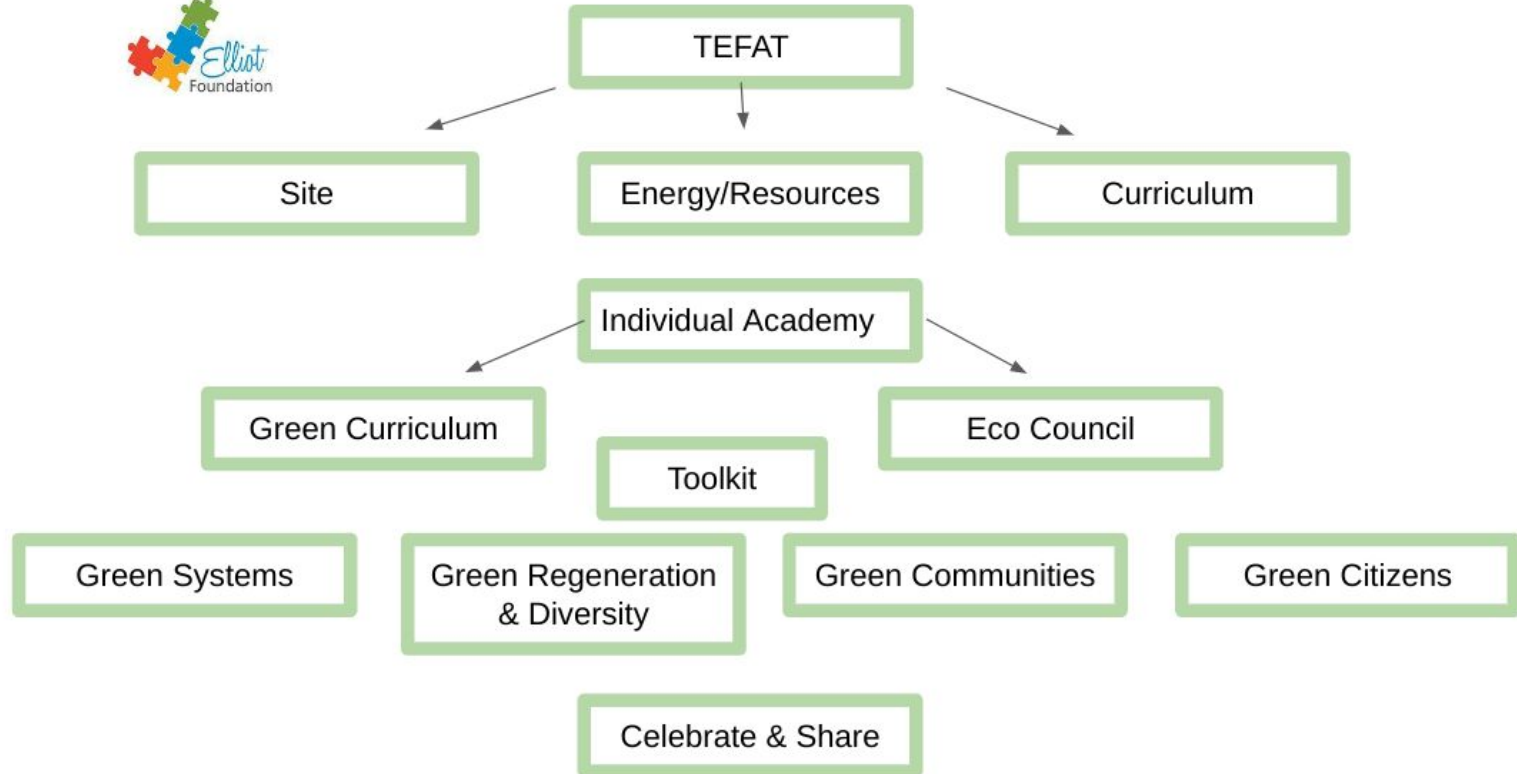 Elliot
Foundation
TEFAT
Site
Energy/Resources
Curriculum
Individual Academy
Green Curriculum
Eco Council
Toolkit
Green Systems
Green Regeneration
& Diversity
Green Communities
Green Citizens
Celebrate & Share